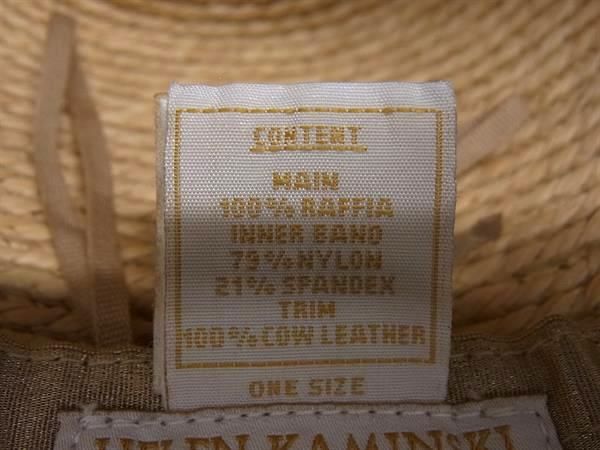 CONTENT
MAIN
100% RAFFIA
INNER BAND
79% NYLON
21% SPANDEX
TRIM
100% COW LEATHER
ONE SIZE
HELEN KAMINSKI